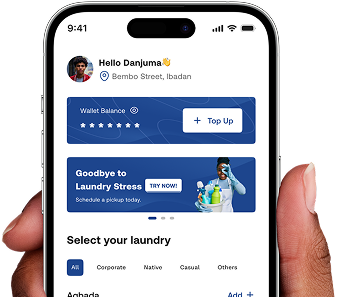 9:41
Hello Danjuma👋
Bembo Street, Ibadan
Wallet Balance
*******
+ Top Up
Goodbye to
Laundry Stress
TRY NOW!
Schedule a pickup today.
Select your laundry
All Corporate Native Casual Others
Agbada Add +